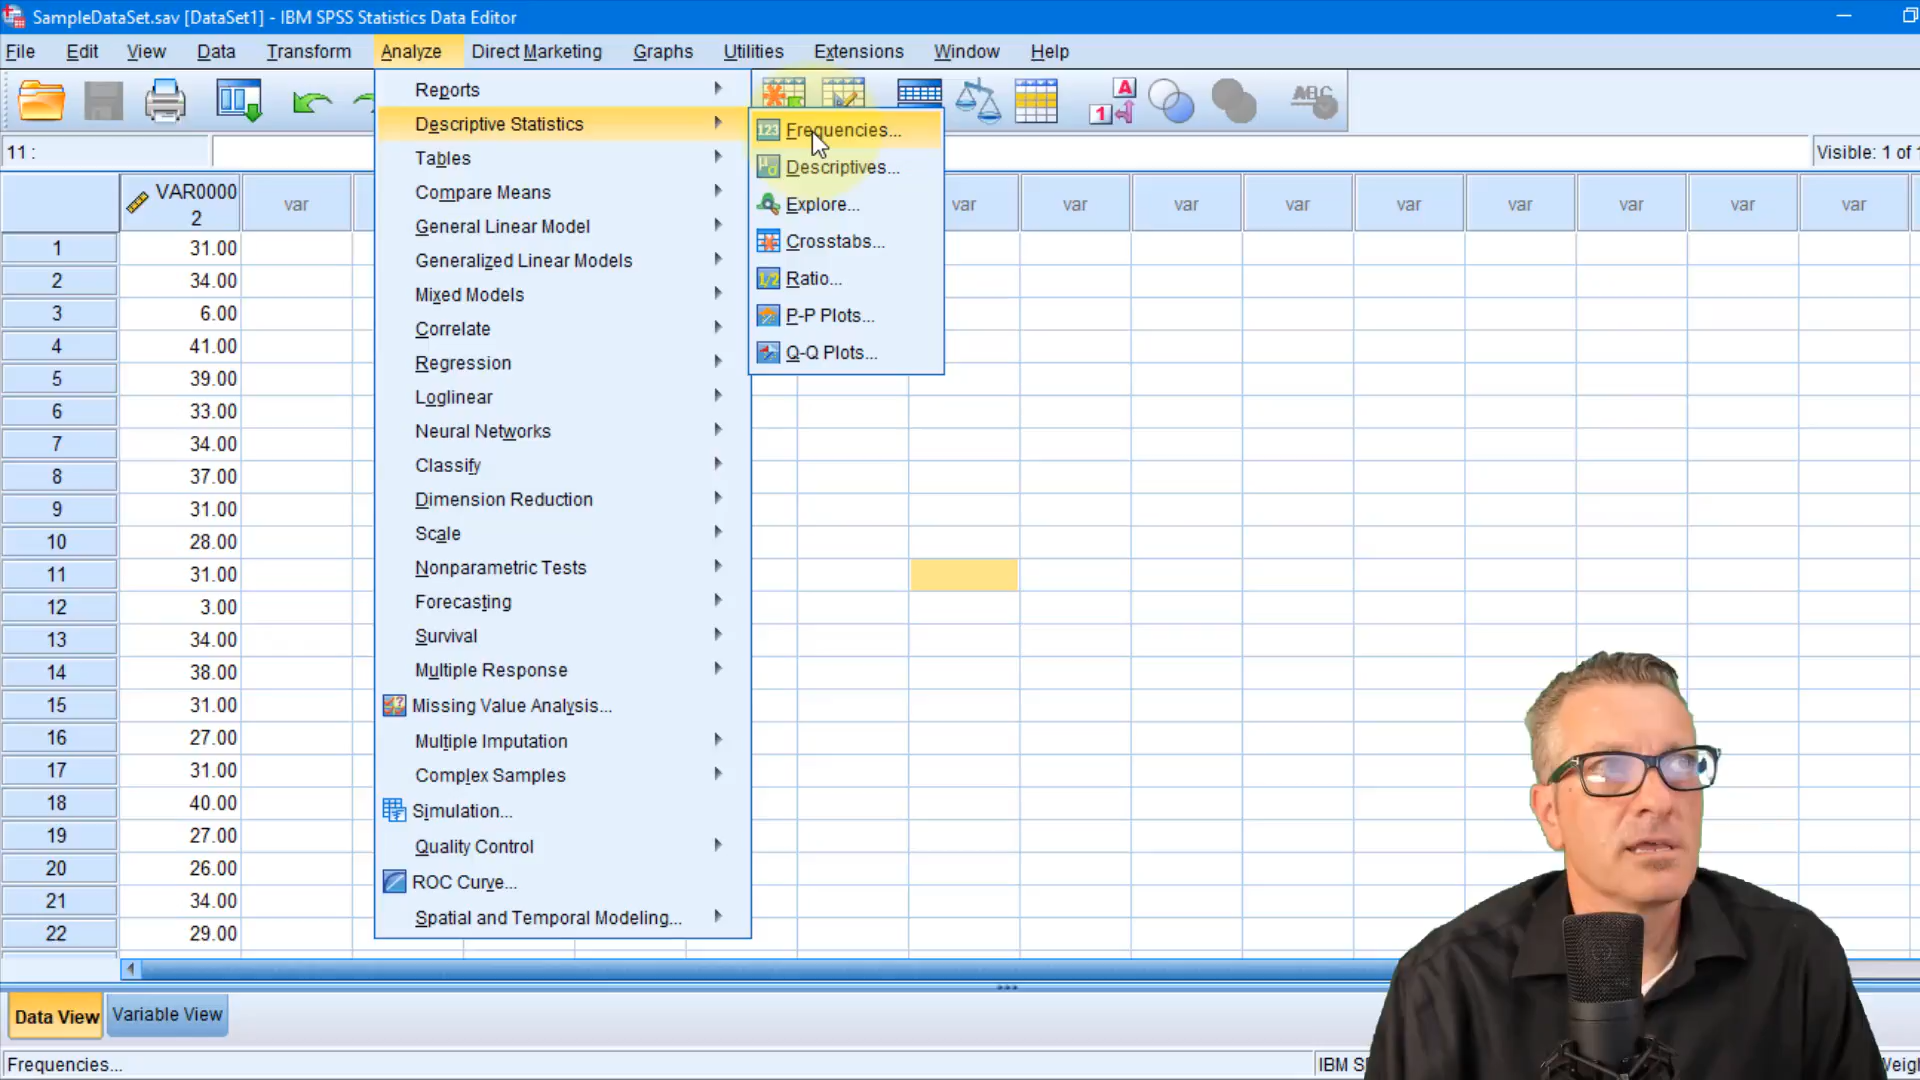 SampleDataSet.sav [DataSet1] - IBM SPSS Statistics Data Editor
File Edit View Data Transform Analyze Direct Marketing Graphs Utilities Extensions Window Help
11 :
Visible: 1 of
VAR0000
2
var var var var var var var var var var
Reports
Descriptive Statistics
Tables
Compare Means
General Linear Model
Generalized Linear Models
Mixed Models
Correlate
Regression
Loglinear
Neural Networks
Classify
Dimension Reduction
Scale
Nonparametric Tests
Forecasting
Survival
Multiple Response
Missing Value Analysis...
Multiple Imputation
Complex Samples
Simulation...
Quality Control
ROC Curve...
Spatial and Temporal Modeling...
123 Frequencies...
Descriptives...
Explore...
Crosstabs...
1/2 Ratio...
P-P Plots...
Q-Q Plots...
A
1
ABC
1 31.00
2 34.00
3 6.00
4 41.00
5 39.00
6 33.00
7 34.00
8 37.00
9 31.00
10 28.00
11 31.00
12 3.00
13 34.00
14 38.00
15 31.00
16 27.00
17 31.00
18 40.00
19 27.00
20 26.00
21 34.00
22 29.00
Data View Variable View
Frequencies...
IBM